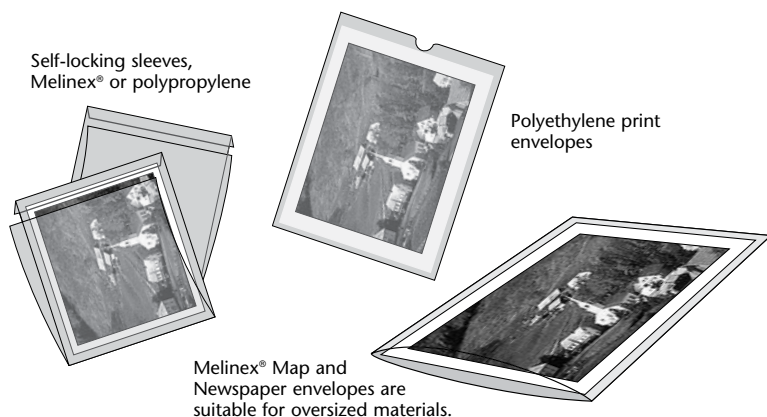 Self-locking sleeves,
Melinex® or polypropylene
Polyethylene print
envelopes
Melinex® Map and
Newspaper envelopes are
suitable for oversized materials.